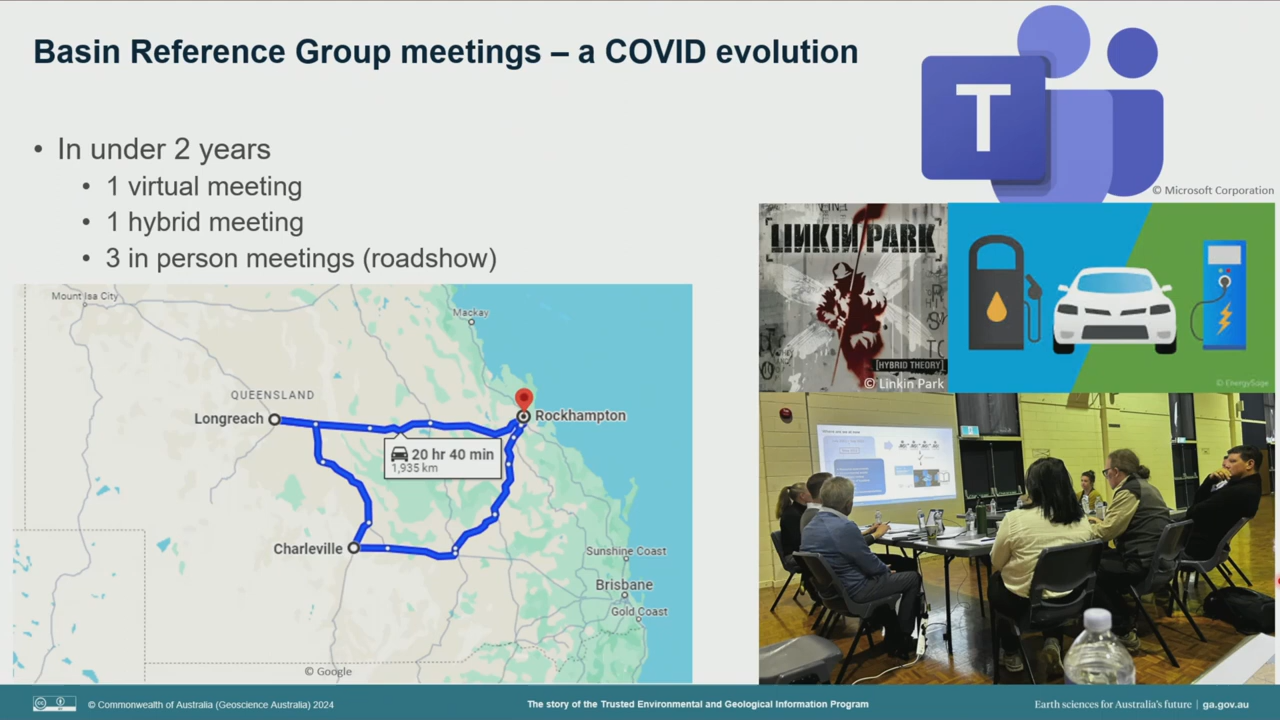 Basin Reference Group meetings – a COVID evolution
T
© Microsoft Corporation
• In under 2 years
• 1 virtual meeting
• 1 hybrid meeting
• 3 in person meetings (roadshow)
LINKIN PARK
[HYBRID THEORY]
© Linkin Park
© EnergySage
Mount Isa City
Mackay
QUEENSLAND
Longreach
Rockhampton
20 hr 40 min
1,935 km
Charleville
Sunshine Coast
Brisbane
Gold Coast
© Google
© Commonwealth of Australia (Geoscience Australia) 2024
The story of the Trusted Environmental and Geological Information Program
Earth sciences for Australia's future | ga.gov.au